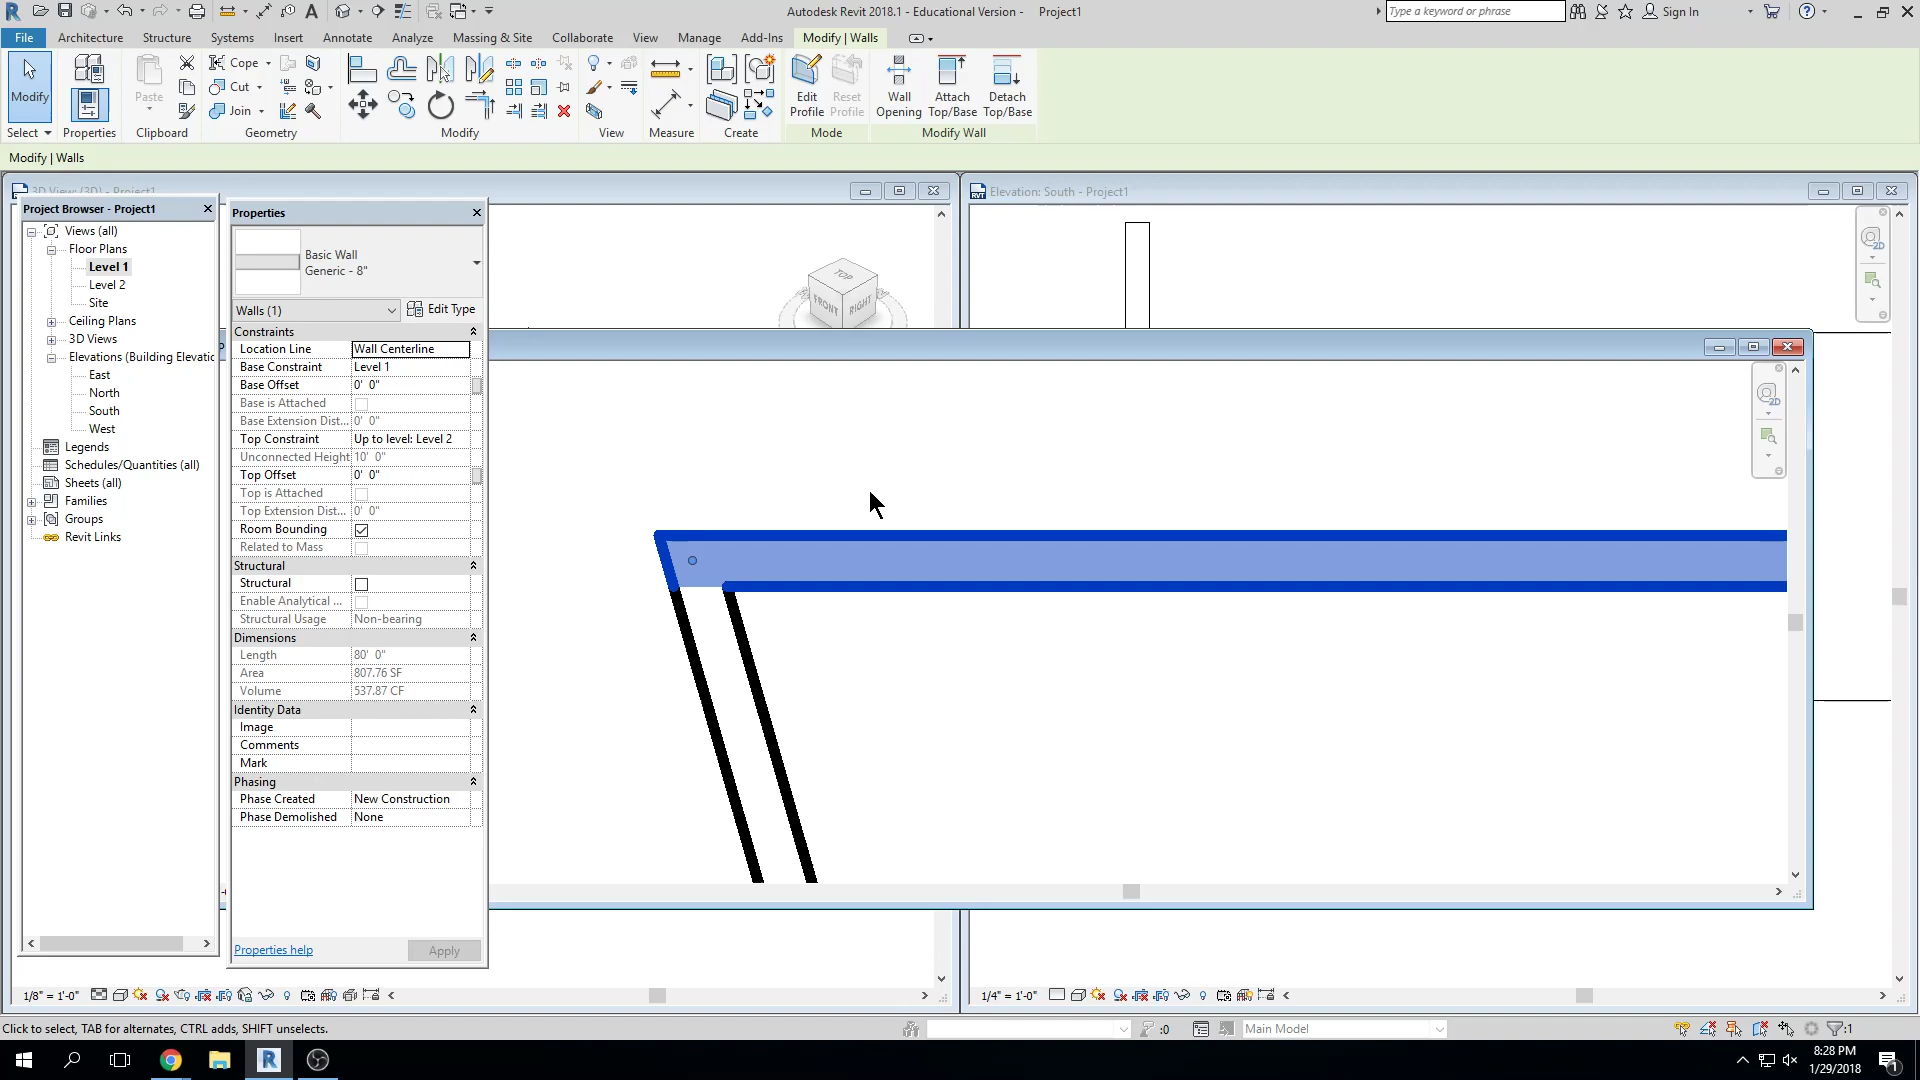 Autodesk Revit 2018.1 - Educational Version - Project1
Type a keyword or phrase
Sign In
File Architecture Structure Systems Insert Annotate Analyze Massing & Site Collaborate View Manage Add-Ins Modify | Walls
Modify
Select
Properties
Paste
Clipboard
Cope
Cut
Join
Geometry
Modify
View
Measure
Create
Edit Profile
Reset Profile
Mode
Wall Opening
Attach Top/Base
Detach Top/Base
Modify Wall
Modify | Walls
3D View: {3D} - Project1
Elevation: South - Project1
Project Browser - Project1
Views (all)
Floor Plans
Level 1
Level 2
Site
Ceiling Plans
3D Views
Elevations (Building Elevatic
East
North
South
West
Legends
Schedules/Quantities (all)
Sheets (all)
Families
Groups
Revit Links
Properties
Basic Wall
Generic - 8"
Walls (1)
Edit Type
Constraints
Location Line Wall Centerline
Base Constraint Level 1
Base Offset 0' 0"
Base is Attached
Base Extension Dist... 0' 0"
Top Constraint Up to level: Level 2
Unconnected Height 10' 0"
Top Offset 0' 0"
Top is Attached
Top Extension Dist... 0' 0"
Room Bounding
Related to Mass
Structural
Structural
Enable Analytical ...
Structural Usage Non-bearing
Dimensions
Length 80' 0"
Area 807.76 SF
Volume 537.87 CF
Identity Data
Image
Comments
Mark
Phasing
Phase Created New Construction
Phase Demolished None
Properties help
Apply
TOP
FRONT
RIGHT
2D
2D
1/8" = 1'-0"
1/4" = 1'-0"
Click to select, TAB for alternates, CTRL adds, SHIFT unselects.
:0
Main Model
:1
8:28 PM
1/29/2018
1